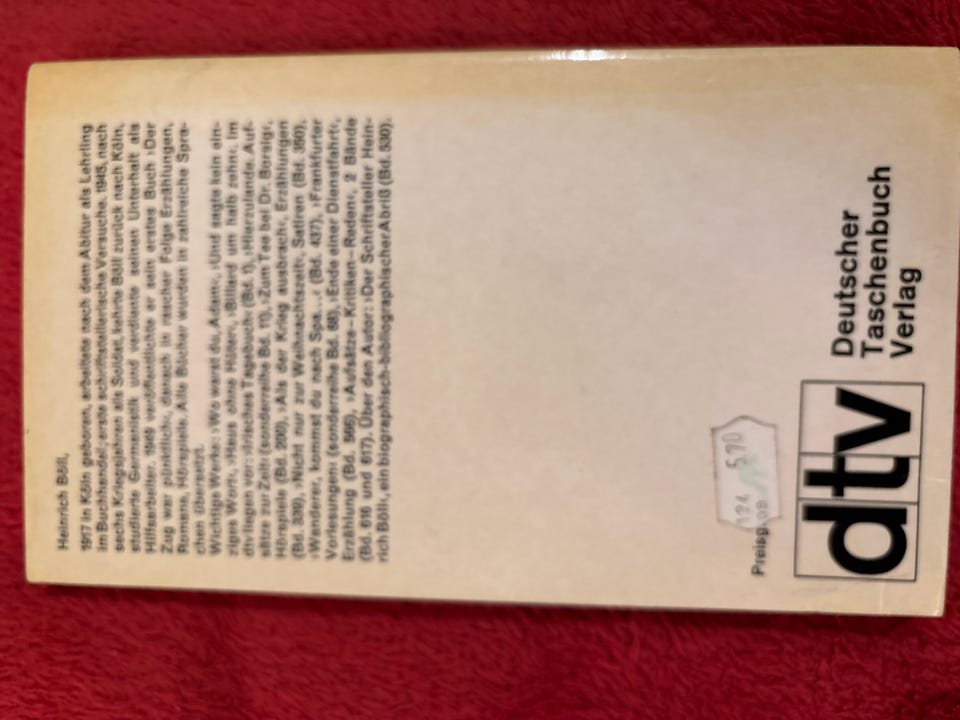 Heinrich Böll,
1917 in Köln geboren, arbeitete nach dem Abitur als Lehrling
im Buchhandel; erste schriftstellerische Versuche. 1945, nach
sechs Kriegsjahren als Soldat, kehrte Böll zurück nach Köln,
studierte Germanistik und verdiente seinen Unterhalt als
Hilfsarbeiter. 1949 veröffentlichte er sein erstes Buch ›Der
Zug war pünktlich‹, danach in rascher Folge Erzählungen,
Romane, Hörspiele. Alle Bücher wurden in zahlreiche Spra-
chen übersetzt.
Wichtige Werke: ›Wo warst du, Adam‹, ›Und sagte kein ein-
ziges Wort‹, ›Haus ohne Hüter‹, ›Billard um halb zehn‹. Im
dtv liegen vor: ›Irisches Tagebuch‹ (Bd. 1), ›Hierzulande. Auf-
sätze zur Zeit‹ (sonderreihe Bd. 11), ›Zum Tee bei Dr. Borsig‹,
Hörspiele (Bd. 200), ›Als der Krieg ausbrach‹, Erzählungen
(Bd. 339), ›Nicht nur zur Weihnachtszeit‹, Satiren (Bd. 350),
›Wanderer, kommst du nach Spa...‹ (Bd. 437), ›Frankfurter
Vorlesungen‹ (sonderreihe Bd. 68), ›Ende einer Dienstfahrt‹,
Erzählung (Bd. 566), ›Aufsätze–Kritiken–Reden‹, 2 Bände
(Bd. 616 und 617). Über den Autor: ›Der Schriftsteller Hein-
rich Böll‹, ein biographisch-bibliographischer Abriß (Bd. 530).
124 5,70
dtv
Deutscher
Taschenbuch
Verlag